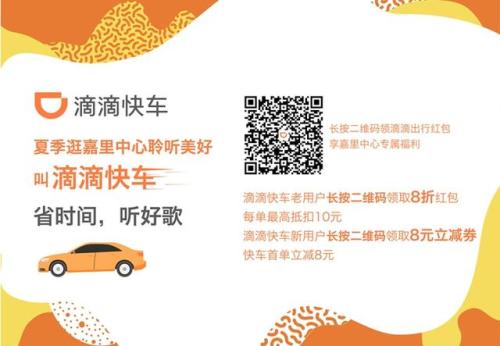 滴滴快车
夏季逛嘉里中心聆听美好
叫滴滴快车
省时间，听好歌
长按二维码领滴滴出行红包
享嘉里中心专属福利
滴滴快车老用户长按二维码领取8折红包
每单最高抵扣10元
滴滴快车新用户长按二维码领取8元立减券
快车首单立减8元